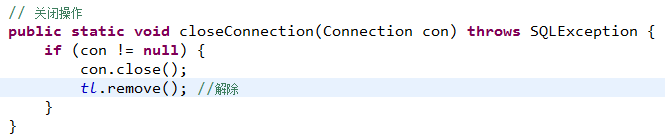 // 关闭操作
public static void closeConnection(Connection con) throws SQLException {
    if (con != null) {
        con.close();
        tl.remove(); //解除
    }
}